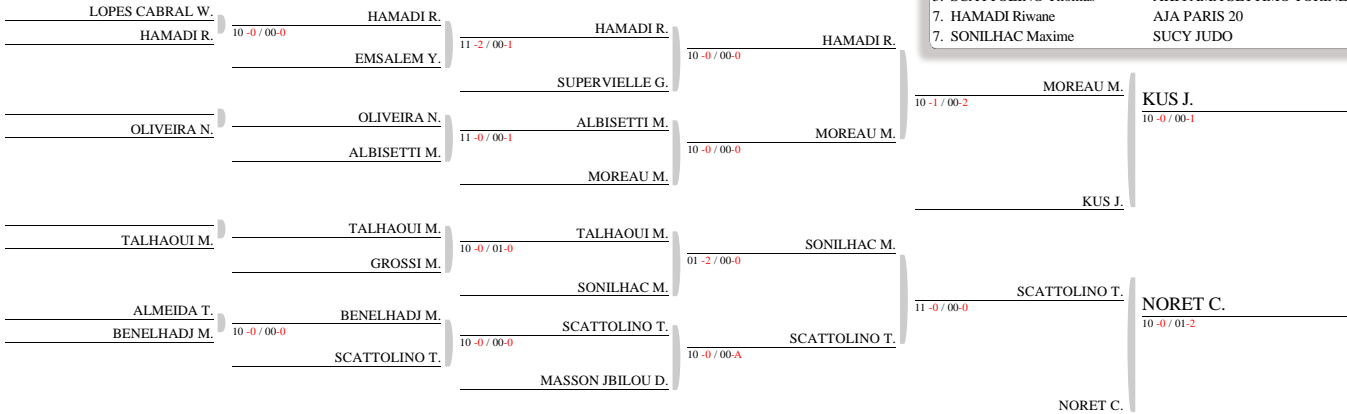 LOPES CABRAL W.
HAMADI R.
OLIVEIRA N.
TALHAOUI M.
ALMEIDA T.
BENELHADJ M.
HAMADI R.
10 -0 / 00-0
EMSALEM Y.
OLIVEIRA N.
ALBISETTI M.
TALHAOUI M.
GROSSI M.
BENELHADJ M.
10 -0 / 00-0
SCATTOLINO T.
HAMADI R.
11 -2 / 00-1
SUPERVIELLE G.
ALBISETTI M.
11 -0 / 00-1
MOREAU M.
TALHAOUI M.
10 -0 / 01-0
SONILHAC M.
SCATTOLINO T.
10 -0 / 00-0
MASSON JBILOU D.
HAMADI R.
10 -0 / 00-0
MOREAU M.
10 -0 / 00-0
SONILHAC M.
01 -2 / 00-0
SCATTOLINO T.
10 -0 / 00-A
MOREAU M.
10 -1 / 00-2
KUS J.
SCATTOLINO T.
11 -0 / 00-0
NORET C.
KUS J.
10 -0 / 00-1
NORET C.
10 -0 / 01-2
7. HAMADI Riwane AJA PARIS 20
7. SONILHAC Maxime SUCY JUDO